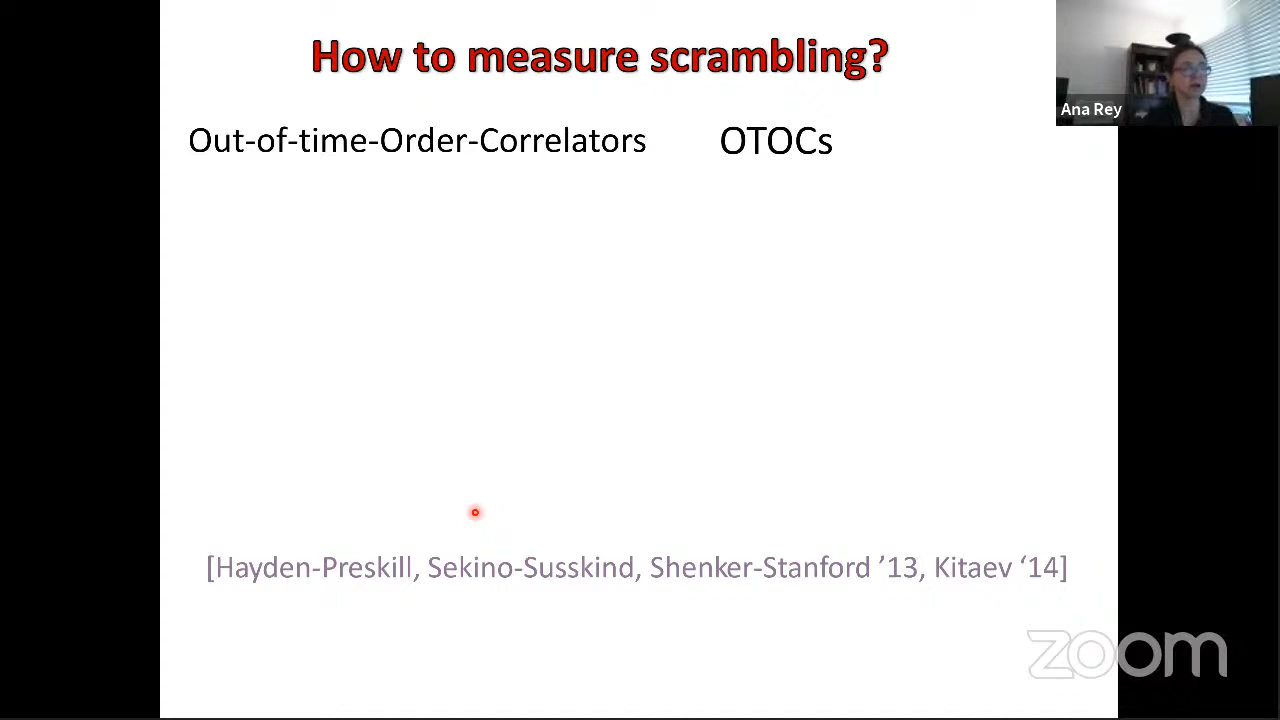 How to measure scrambling?
Ana Rey
Out-of-time-Order-Correlators OTOCs
[Hayden-Preskill, Sekino-Susskind, Shenker-Stanford ’13, Kitaev ‘14]
zoom